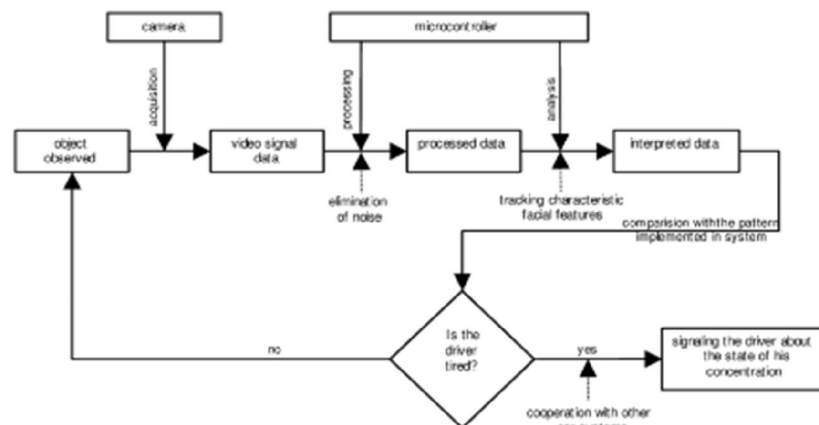 camera
microcontroller
acquisition
processing
analysis
object
observed
video signal
data
processed data
interpreted data
elimination
of noise
tracking characteristic
facial features
comparision withthe pattern
implemented in system
Is the
driver
tired?
no
yes
signaling the driver about
the state of his
concentration
cooperation with other